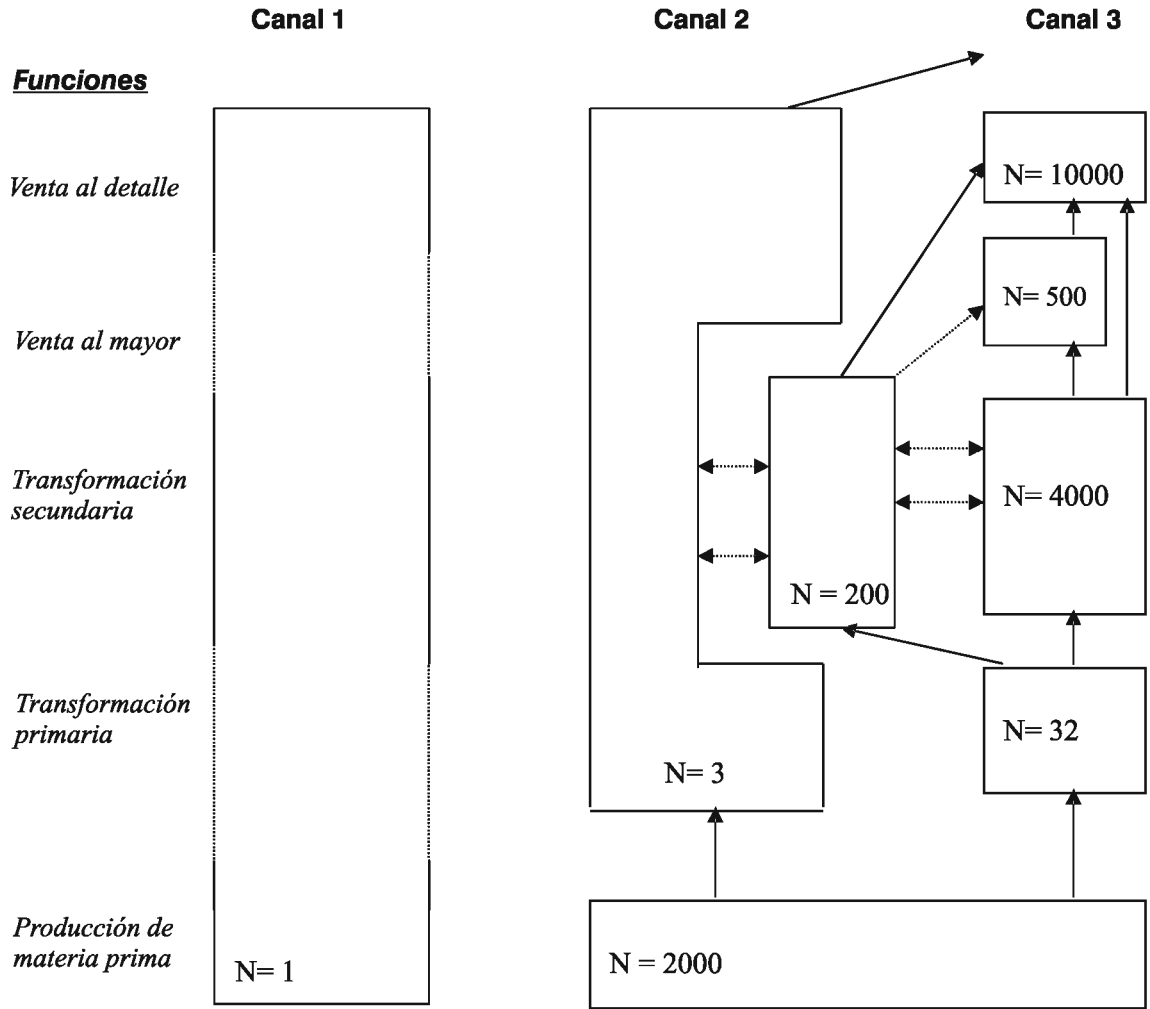 Canal 1
Canal 2
Canal 3
Funciones
Venta al detalle
N= 10000
N= 500
Venta al mayor
Transformación
secundaria
N= 4000
N = 200
Transformación
primaria
N= 32
N= 3
Producción de
materia prima
N= 1
N = 2000